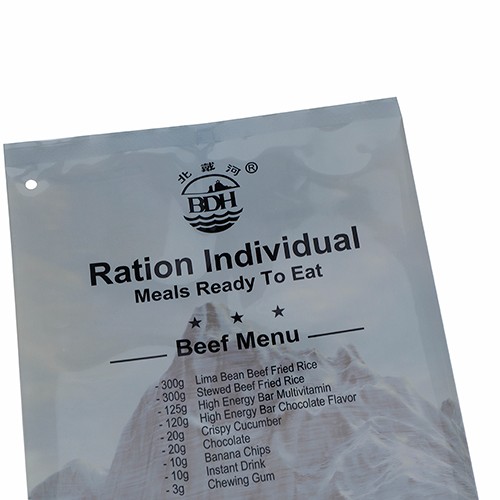 北戴河®
BDH
Ration Individual
Meals Ready To Eat
Beef Menu
- 300g Lima Bean Beef Fried Rice
- 300g Stewed Beef Fried Rice
- 125g High Energy Bar Multivitamin
- 120g High Energy Bar Chocolate Flavor
- 20g Crispy Cucumber
- 20g Chocolate
- 10g Banana Chips
- 10g Instant Drink
- 3g Chewing Gum